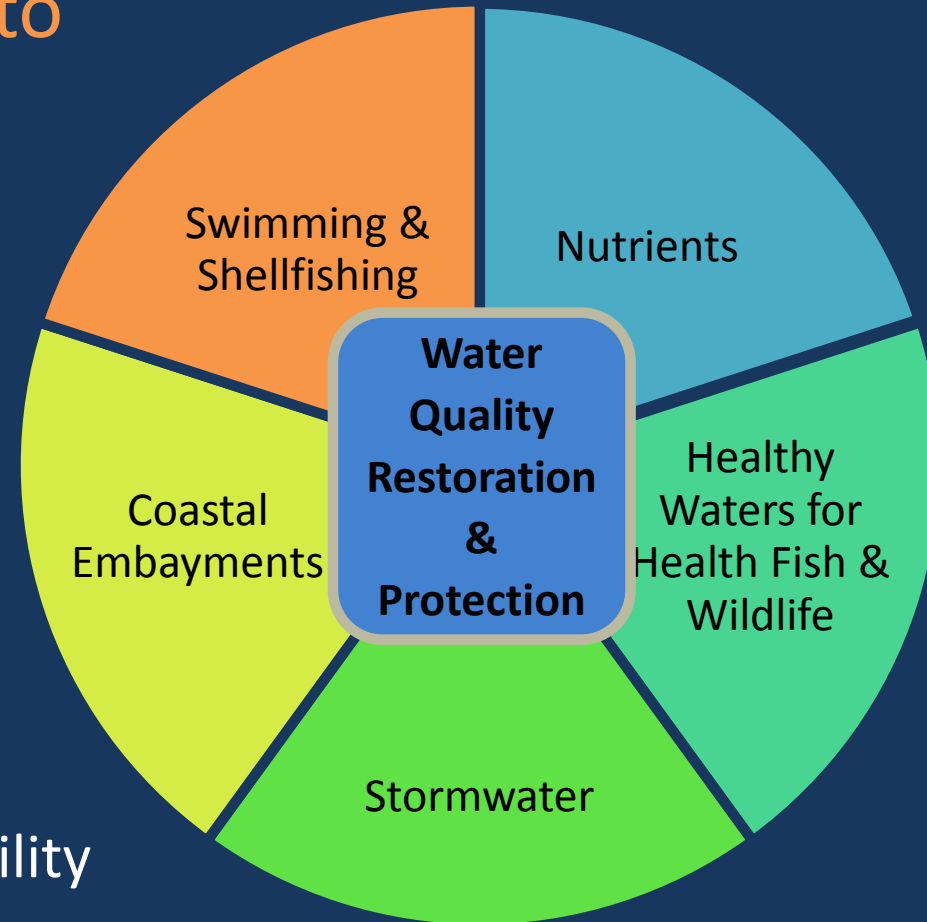 to
Swimming &
Shellfishing
Nutrients
Water
Quality
Restoration
&
Protection
Coastal
Embayments
Healthy
Waters for
Health Fish &
Wildlife
Stormwater
ility